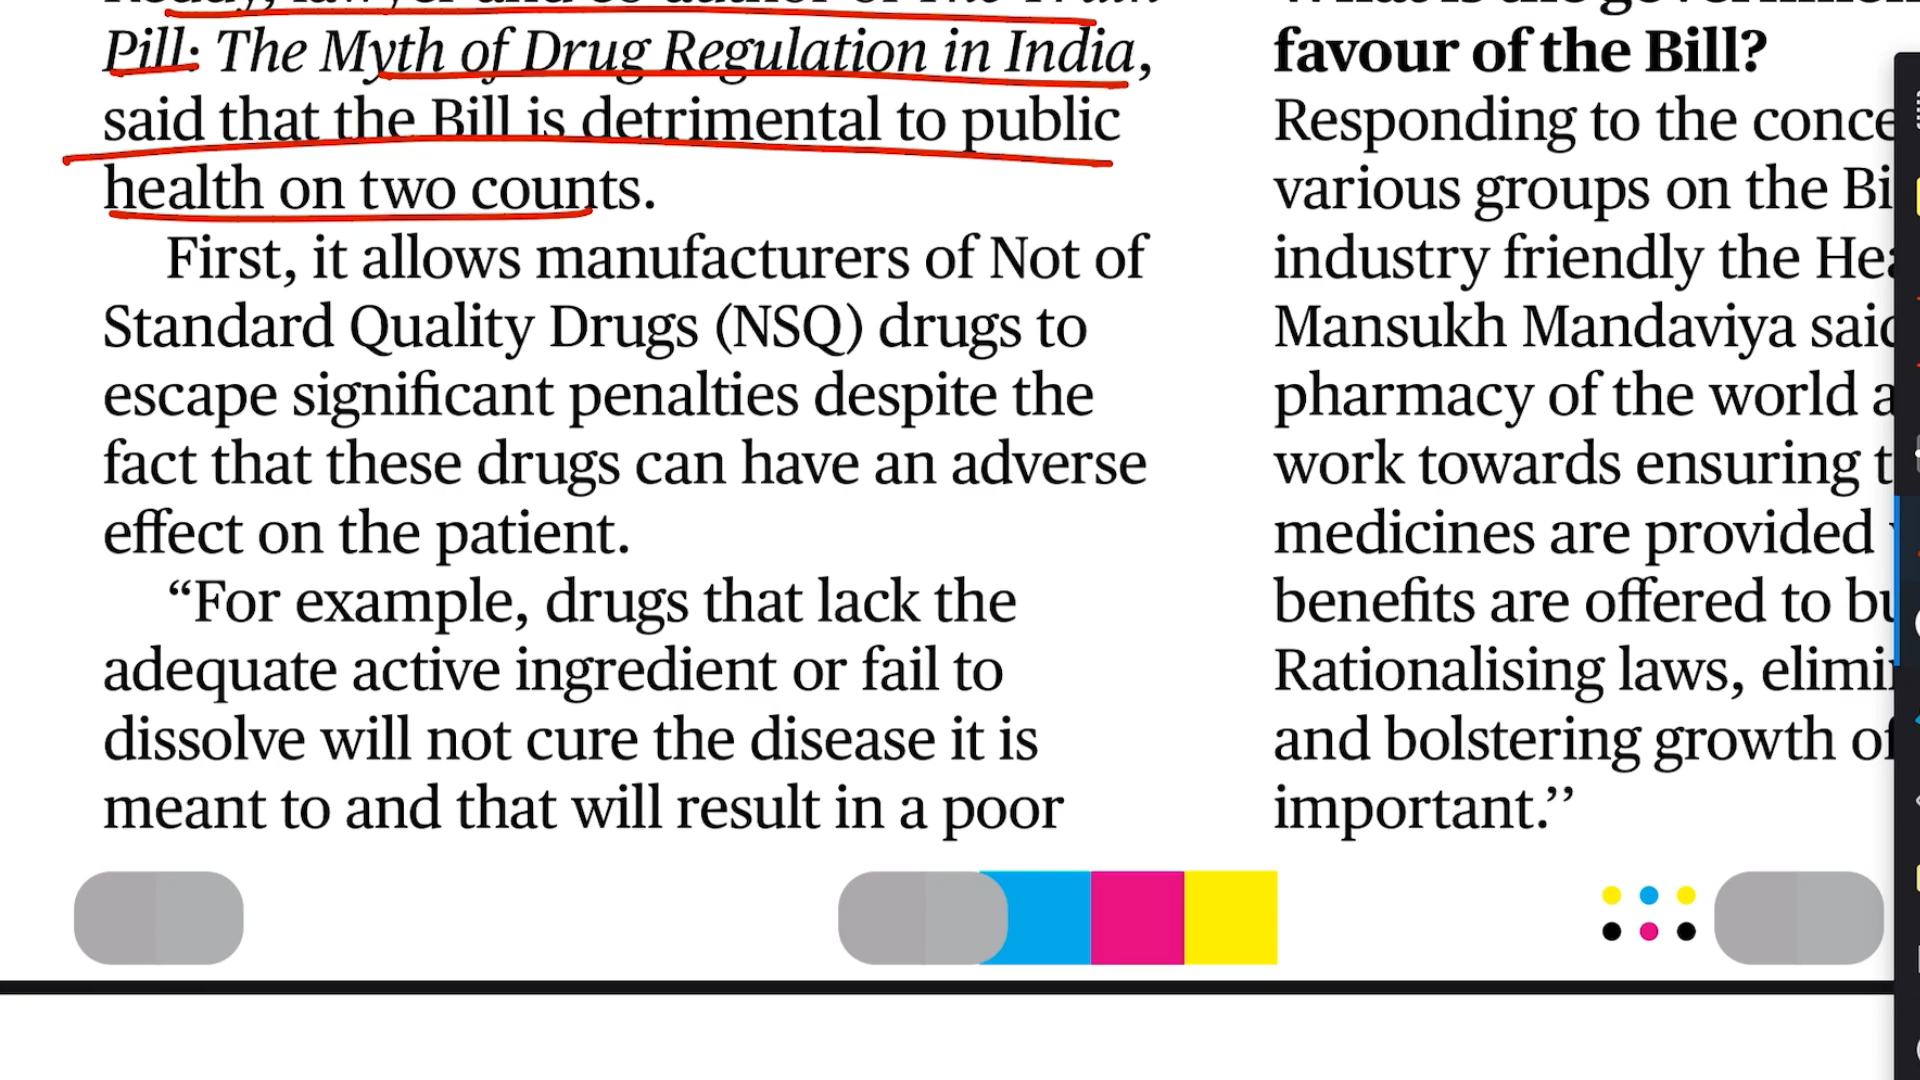 Pill: The Myth of Drug Regulation in India,
said that the Bill is detrimental to public
health on two counts.
First, it allows manufacturers of Not of
Standard Quality Drugs (NSQ) drugs to
escape significant penalties despite the
fact that these drugs can have an adverse
effect on the patient.
“For example, drugs that lack the
adequate active ingredient or fail to
dissolve will not cure the disease it is
meant to and that will result in a poor
favour of the Bill?
Responding to the conce
various groups on the Bi
industry friendly the Hea
Mansukh Mandaviya said
pharmacy of the world a
work towards ensuring t
medicines are provided
benefits are offered to bu
Rationalising laws, elimi
and bolstering growth of
important.’’